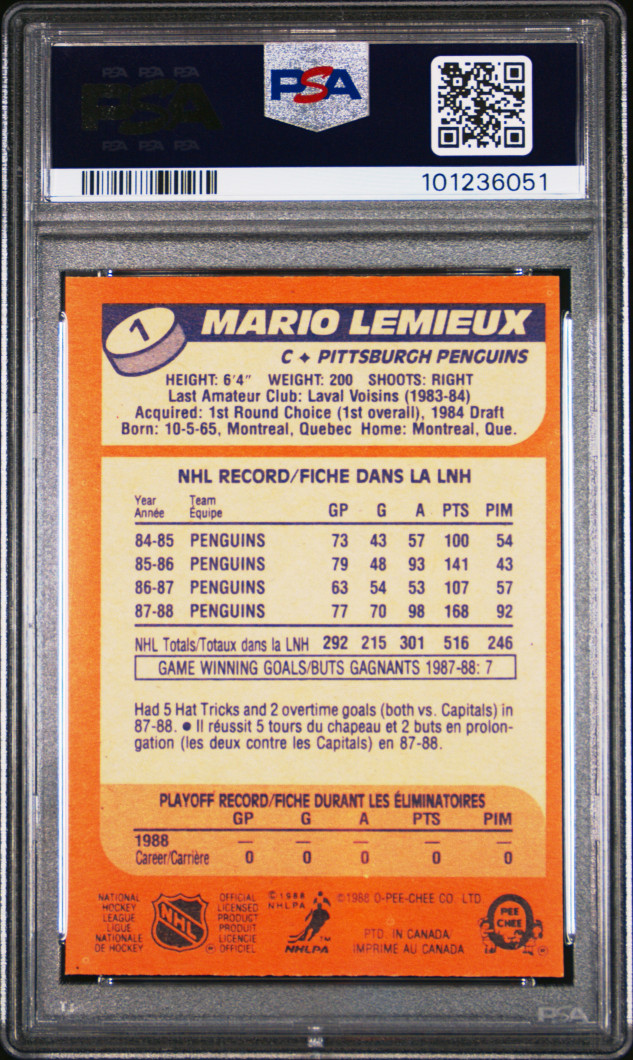 PSA PSA PSA
PSA
PSA PSA PSA
PSA
101236051
1
MARIO LEMIEUX
C ✦ PITTSBURGH PENGUINS
HEIGHT: 6'4" WEIGHT: 200 SHOOTS: RIGHT
Last Amateur Club: Laval Voisins (1983-84)
Acquired: 1st Round Choice (1st overall), 1984 Draft
Born: 10-5-65, Montreal, Quebec Home: Montreal, Que.
NHL RECORD/FICHE DANS LA LNH
Year Team
Année Équipe GP G A PTS PIM
84-85 PENGUINS 73 43 57 100 54
85-86 PENGUINS 79 48 93 141 43
86-87 PENGUINS 63 54 53 107 57
87-88 PENGUINS 77 70 98 168 92
NHL Totals/Totaux dans la LNH 292 215 301 516 246
GAME WINNING GOALS/BUTS GAGNANTS 1987-88: 7
Had 5 Hat Tricks and 2 overtime goals (both vs. Capitals) in
87-88. ● Il réussit 5 tours du chapeau et 2 buts en prolon-
gation (les deux contre les Capitals) en 87-88.
PLAYOFF RECORD/FICHE DURANT LES ÉLIMINATOIRES
GP G A PTS PIM
1988 — — — — —
Career/Carrière 0 0 0 0 0
NATIONAL
HOCKEY
LEAGUE
LIGUE
NATIONALE
DE HOCKEY
NHL
OFFICIAL
LICENSED
PRODUCT
PRODUIT
LICENCIE
OFFICIEL
©1988
NHLPA
NHLPA
©1988 O-PEE-CHEE CO. LTD
PTD. IN CANADA
IMPRIME AU CANADA
PEE
CHEE
PSA